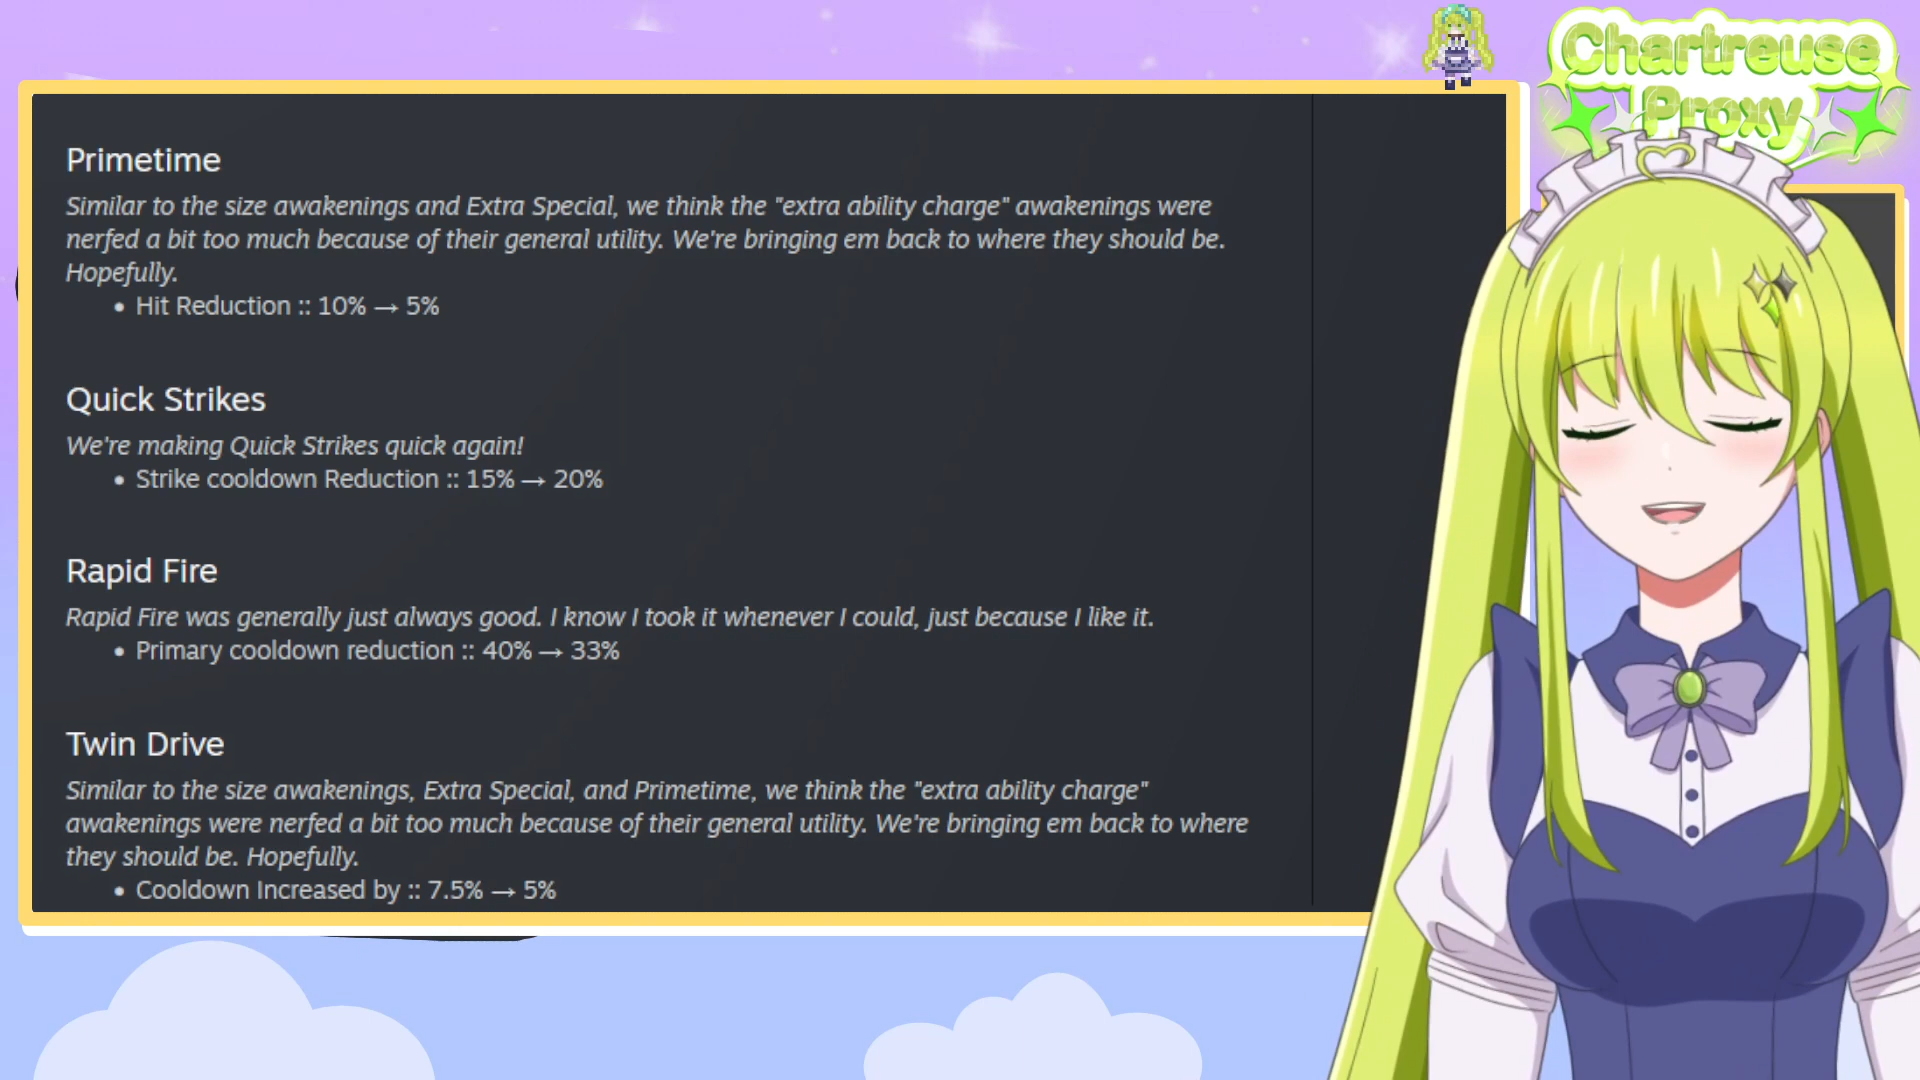 Chartreuse
Proxy
Primetime
Similar to the size awakenings and Extra Special, we think the "extra ability charge" awakenings were
nerfed a bit too much because of their general utility. We're bringing em back to where they should be.
Hopefully.
• Hit Reduction :: 10% → 5%
Quick Strikes
We're making Quick Strikes quick again!
• Strike cooldown Reduction :: 15% → 20%
Rapid Fire
Rapid Fire was generally just always good. I know I took it whenever I could, just because I like it.
• Primary cooldown reduction :: 40% → 33%
Twin Drive
Similar to the size awakenings, Extra Special, and Primetime, we think the "extra ability charge"
awakenings were nerfed a bit too much because of their general utility. We're bringing em back to where
they should be. Hopefully.
• Cooldown Increased by :: 7.5% → 5%